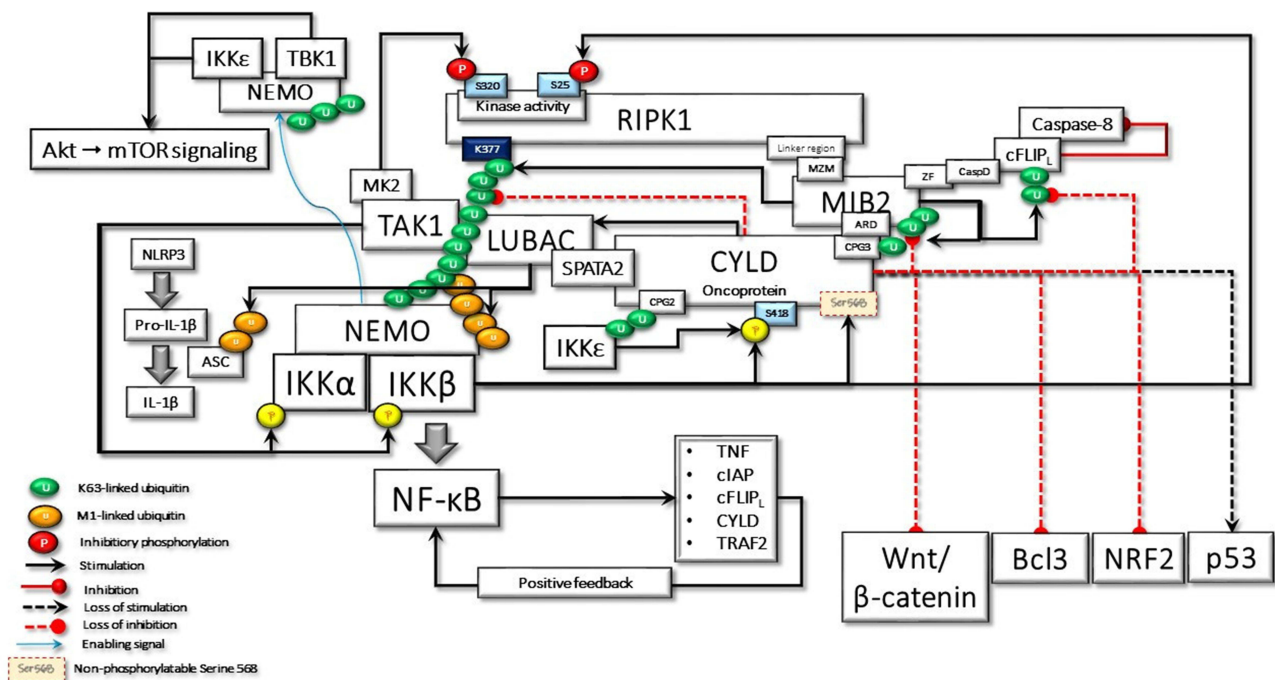 IKKε
TBK1
NEMO
u u u
Akt → mTOR signaling
P
P
S320
S25
Kinase activity
RIPK1
K377
Linker region
MZM
Caspase-8
cFLIPL
CaspD
ZF
MIB2
ARD
CPG3
MK2
TAK1
LUBAC
SPATA2
CYLD
Oncoprotein
CPG2
S418
Ser568
IKKε
P
NLRP3
Pro-IL-1β
IL-1β
ASC
NEMO
IKKα
IKKβ
P
P
NF-κB
• TNF
• cIAP
• cFLIPL
• CYLD
• TRAF2
Positive feedback
Wnt/
β-catenin
Bcl3
NRF2
p53
U K63-linked ubiquitin
u M1-linked ubiquitin
P Inhibitiory phosphorylation
Stimulation
Inhibition
Loss of stimulation
Loss of inhibition
Enabling signal
Ser568 Non-phosphorylatable Serine 568